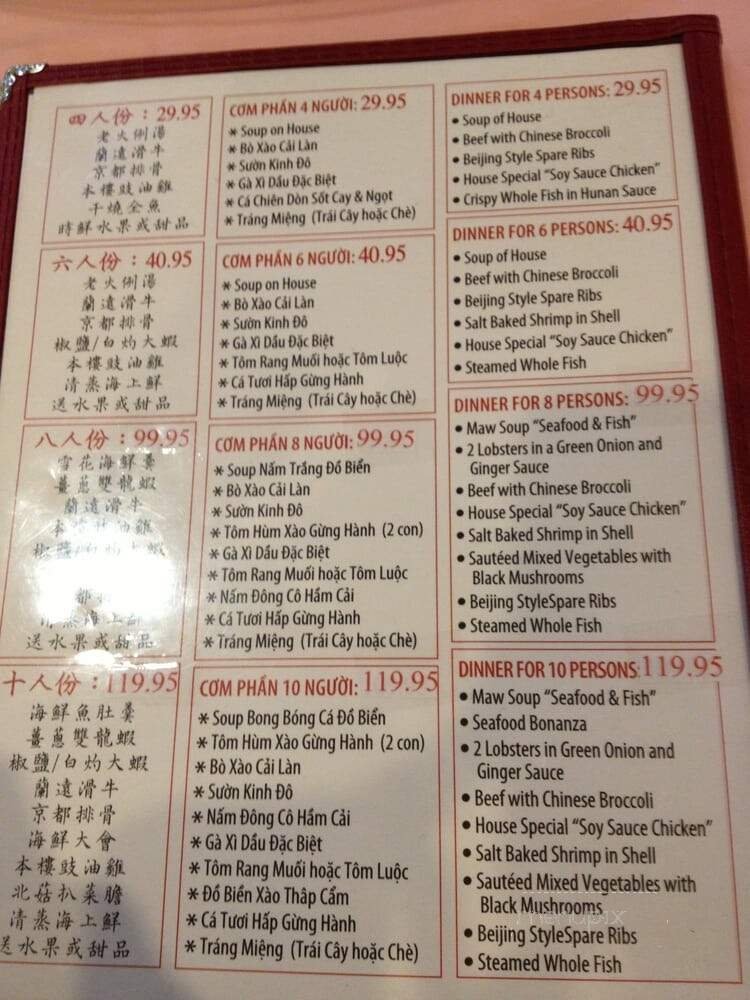 四人份：29.95
老火例湯
蘭遠滑牛
京都排骨
本樓豉油雞
干燒全魚
時鮮水果或甜品
六人份：40.95
老火例湯
蘭遠滑牛
京都排骨
椒鹽/白灼大蝦
本樓豉油雞
清蒸海上鮮
送水果或甜品
八人份：99.95
雪花海鮮羹
薑蔥雙龍蝦
蘭遠滑牛
本樓豉油雞
椒鹽/白灼大蝦
都排
清蒸海上鮮
送水果或甜品
十人份：119.95
海鮮魚肚羹
薑蔥雙龍蝦
椒鹽/白灼大蝦
蘭遠滑牛
京都排骨
海鮮大會
本樓豉油雞
北菇扒菜膽
清蒸海上鮮
送水果或甜品
CƠM PHẦN 4 NGƯỜI: 29.95
* Soup on House
* Bò Xào Cải Làn
* Sườn Kinh Đô
* Gà Xì Dầu Đặc Biệt
* Cá Chiên Dòn Sốt Cay & Ngọt
* Tráng Miệng (Trái Cây hoặc Chè)
CƠM PHẦN 6 NGƯỜI: 40.95
* Soup on House
* Bò Xào Cải Làn
* Sườn Kinh Đô
* Gà Xì Dầu Đặc Biệt
* Tôm Rang Muối hoặc Tôm Luộc
* Cá Tươi Hấp Gừng Hành
* Tráng Miệng (Trái Cây hoặc Chè)
CƠM PHẦN 8 NGƯỜI: 99.95
* Soup Nấm Trắng Đồ Biển
* Bò Xào Cải Làn
* Sườn Kinh Đô
* Tôm Hùm Xào Gừng Hành (2 con)
* Gà Xì Dầu Đặc Biệt
* Tôm Rang Muối hoặc Tôm Luộc
* Nấm Đông Cô Hầm Cải
* Cá Tươi Hấp Gừng Hành
* Tráng Miệng (Trái Cây hoặc Chè)
CƠM PHẦN 10 NGƯỜI: 119.95
* Soup Bong Bóng Cá Đồ Biển
* Tôm Hùm Xào Gừng Hành (2 con)
* Bò Xào Cải Làn
* Sườn Kinh Đô
* Nấm Đông Cô Hầm Cải
* Gà Xì Dầu Đặc Biệt
* Tôm Rang Muối hoặc Tôm Luộc
* Đồ Biển Xào Thập Cẩm
* Cá Tươi Hấp Gừng Hành
* Tráng Miệng (Trái Cây hoặc Chè)
DINNER FOR 4 PERSONS: 29.95
• Soup of House
• Beef with Chinese Broccoli
• Beijing Style Spare Ribs
• House Special "Soy Sauce Chicken"
• Crispy Whole Fish in Hunan Sauce
DINNER FOR 6 PERSONS: 40.95
• Soup of House
• Beef with Chinese Broccoli
• Beijing Style Spare Ribs
• Salt Baked Shrimp in Shell
• House Special "Soy Sauce Chicken"
• Steamed Whole Fish
DINNER FOR 8 PERSONS: 99.95
• Maw Soup "Seafood & Fish"
• 2 Lobsters in a Green Onion and
Ginger Sauce
• Beef with Chinese Broccoli
• House Special "Soy Sauce Chicken"
• Salt Baked Shrimp in Shell
• Sautéed Mixed Vegetables with
Black Mushrooms
• Beijing StyleSpare Ribs
• Steamed Whole Fish
DINNER FOR 10 PERSONS: 119.95
• Maw Soup "Seafood & Fish"
• Seafood Bonanza
• 2 Lobsters in Green Onion and
Ginger Sauce
• Beef with Chinese Broccoli
• House Special "Soy Sauce Chicken"
• Salt Baked Shrimp in Shell
• Sautéed Mixed Vegetables with
Black Mushrooms
• Beijing StyleSpare Ribs
• Steamed Whole Fish
menupix